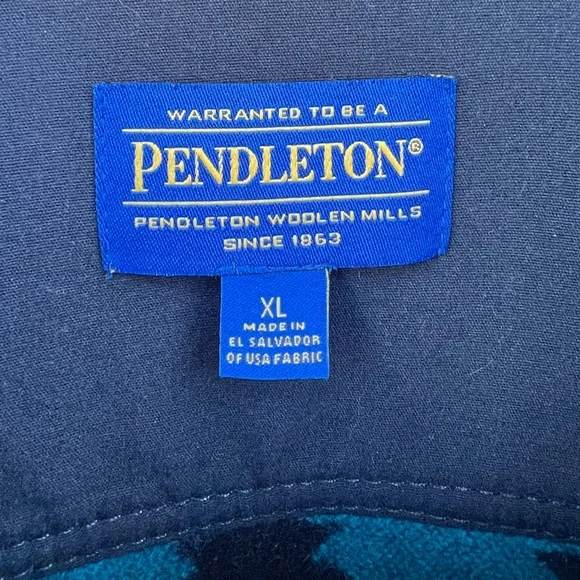 WARRANTED TO BE A
PENDLETON®
PENDLETON WOOLEN MILLS
SINCE 1863
XL
MADE IN
EL SALVADOR
OF USA FABRIC